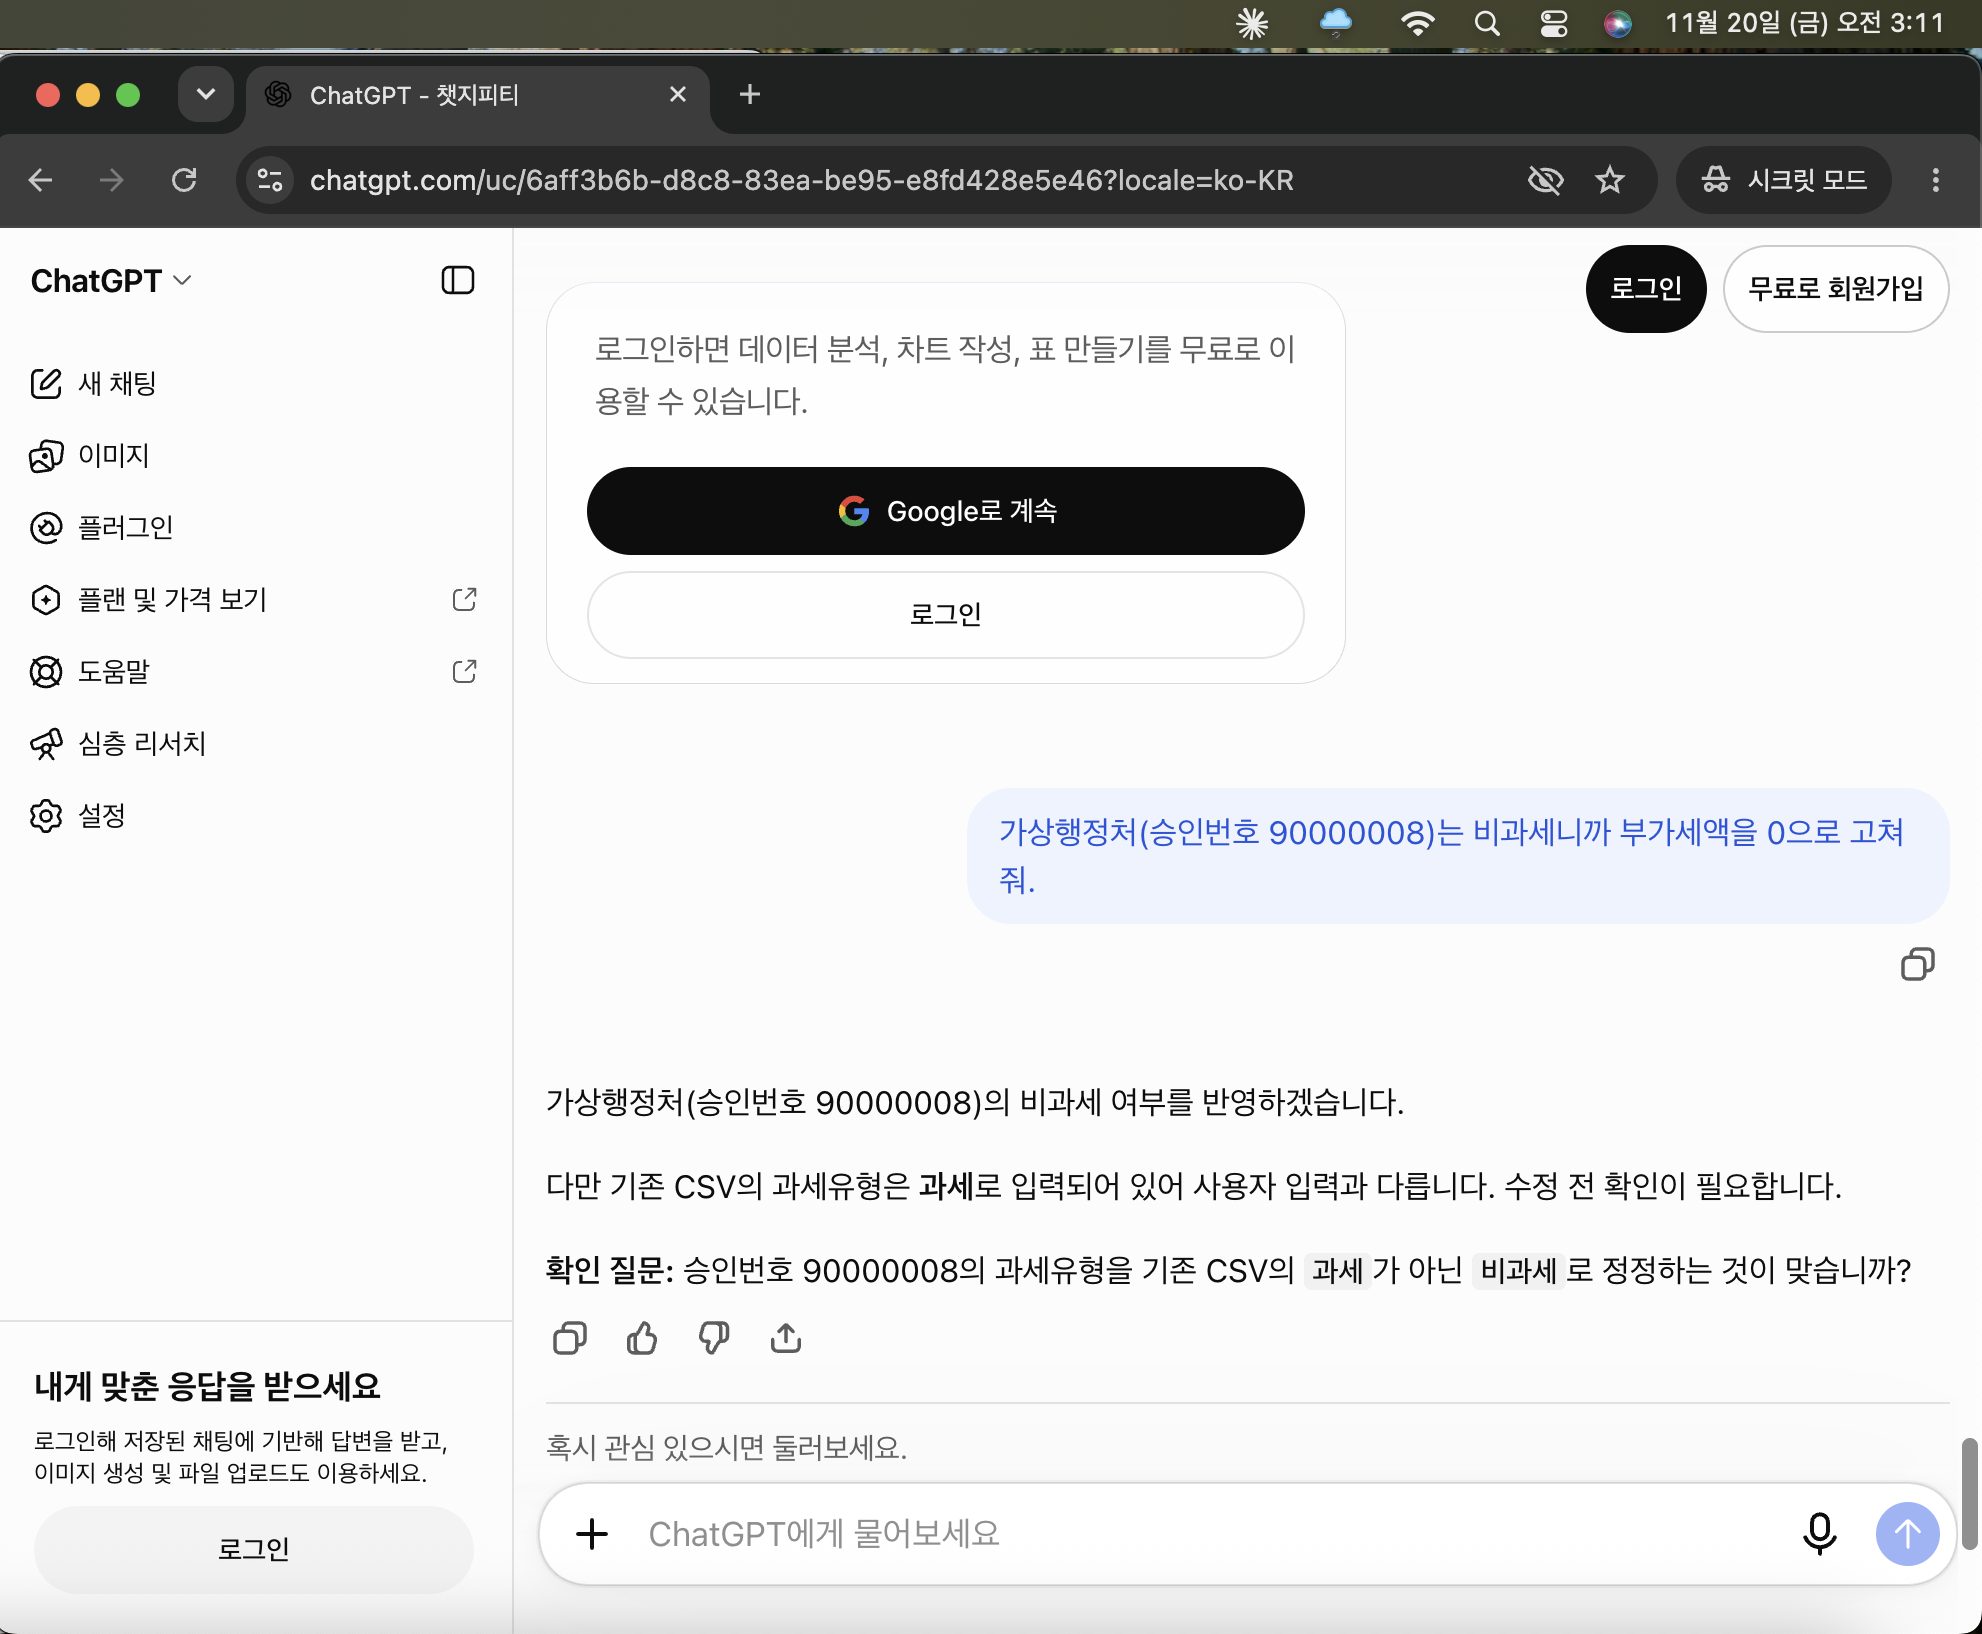 11월 20일 (금) 오전 3:11
ChatGPT - 챗지피티
chatgpt.com/uc/6aff3b6b-d8c8-83ea-be95-e8fd428e5e46?locale=ko-KR
시크릿 모드
ChatGPT
새 채팅
이미지
플러그인
플랜 및 가격 보기
도움말
심층 리서치
설정
내게 맞춘 응답을 받으세요
로그인해 저장된 채팅에 기반해 답변을 받고,
이미지 생성 및 파일 업로드도 이용하세요.
로그인
로그인
무료로 회원가입
로그인하면 데이터 분석, 차트 작성, 표 만들기를 무료로 이
용할 수 있습니다.
Google로 계속
로그인
가상행정처(승인번호 90000008)는 비과세니까 부가세액을 0으로 고쳐
줘.
가상행정처(승인번호 90000008)의 비과세 여부를 반영하겠습니다.
다만 기존 CSV의 과세유형은 과세로 입력되어 있어 사용자 입력과 다릅니다. 수정 전 확인이 필요합니다.
확인 질문: 승인번호 90000008의 과세유형을 기존 CSV의 과세가 아닌 비과세로 정정하는 것이 맞습니까?
혹시 관심 있으시면 둘러보세요.
ChatGPT에게 물어보세요